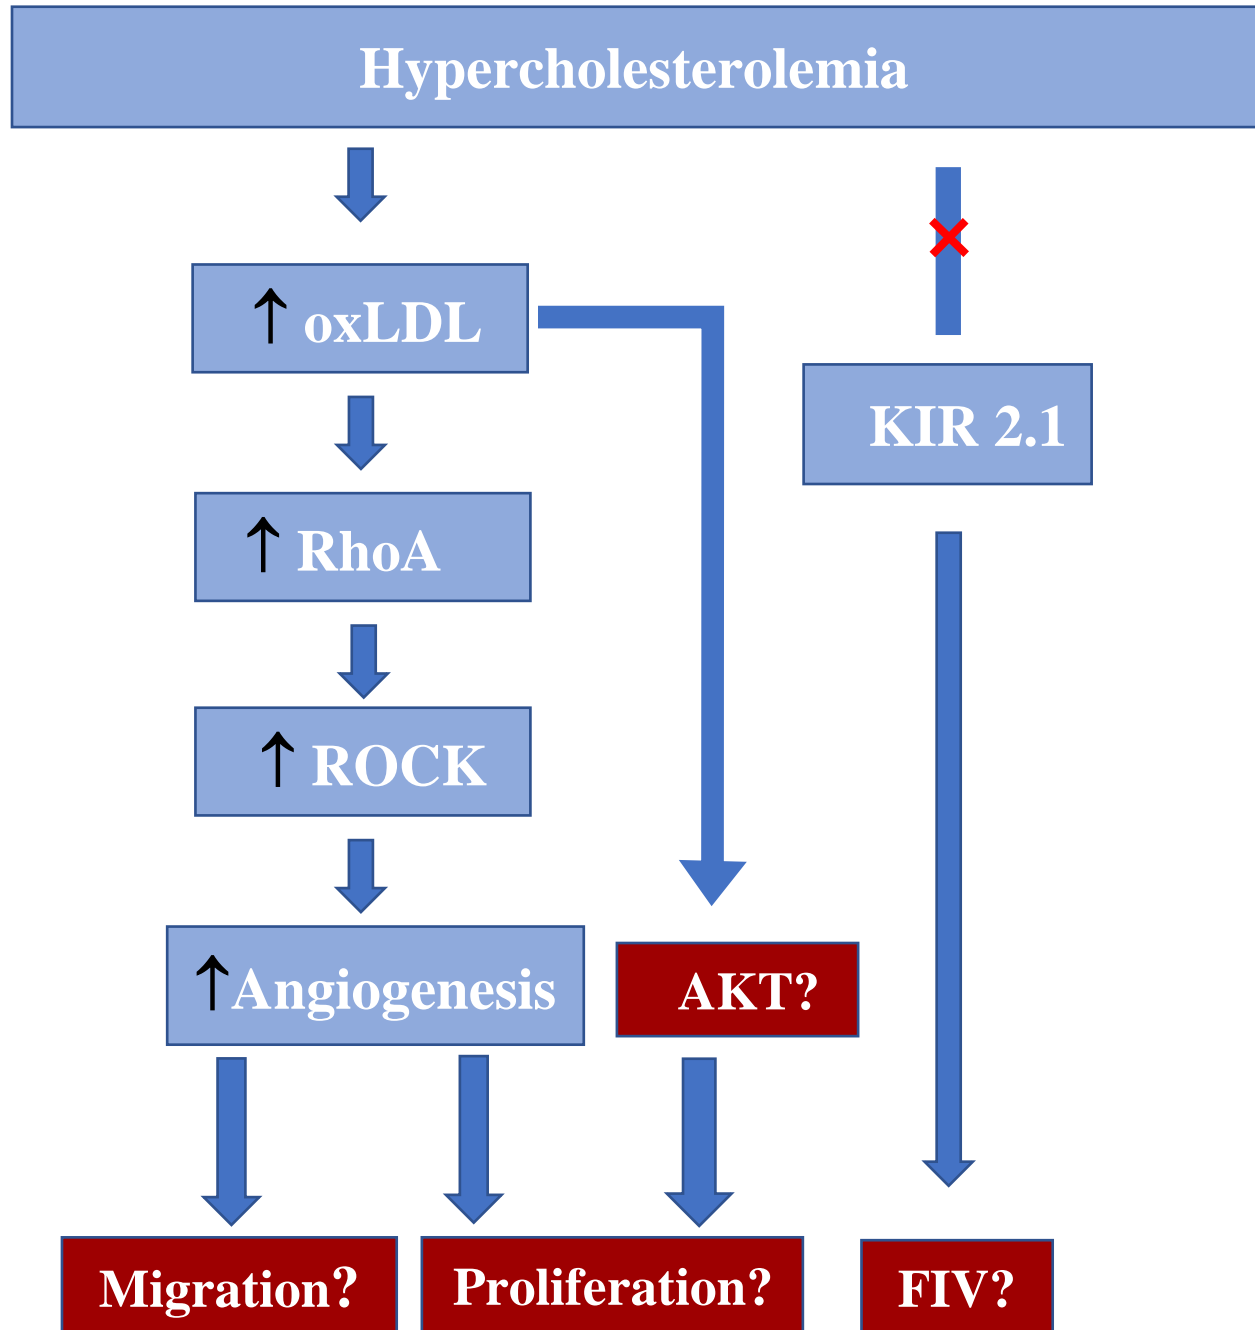 Hypercholesterolemia
↑ oxLDL
KIR 2.1
↑ RhoA
↑ ROCK
↑Angiogenesis
AKT?
Migration?
Proliferation?
FIV?